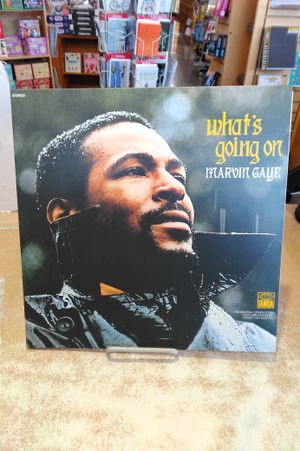 STEREO
what's
going on
MARVIN GAYE
TAMLA